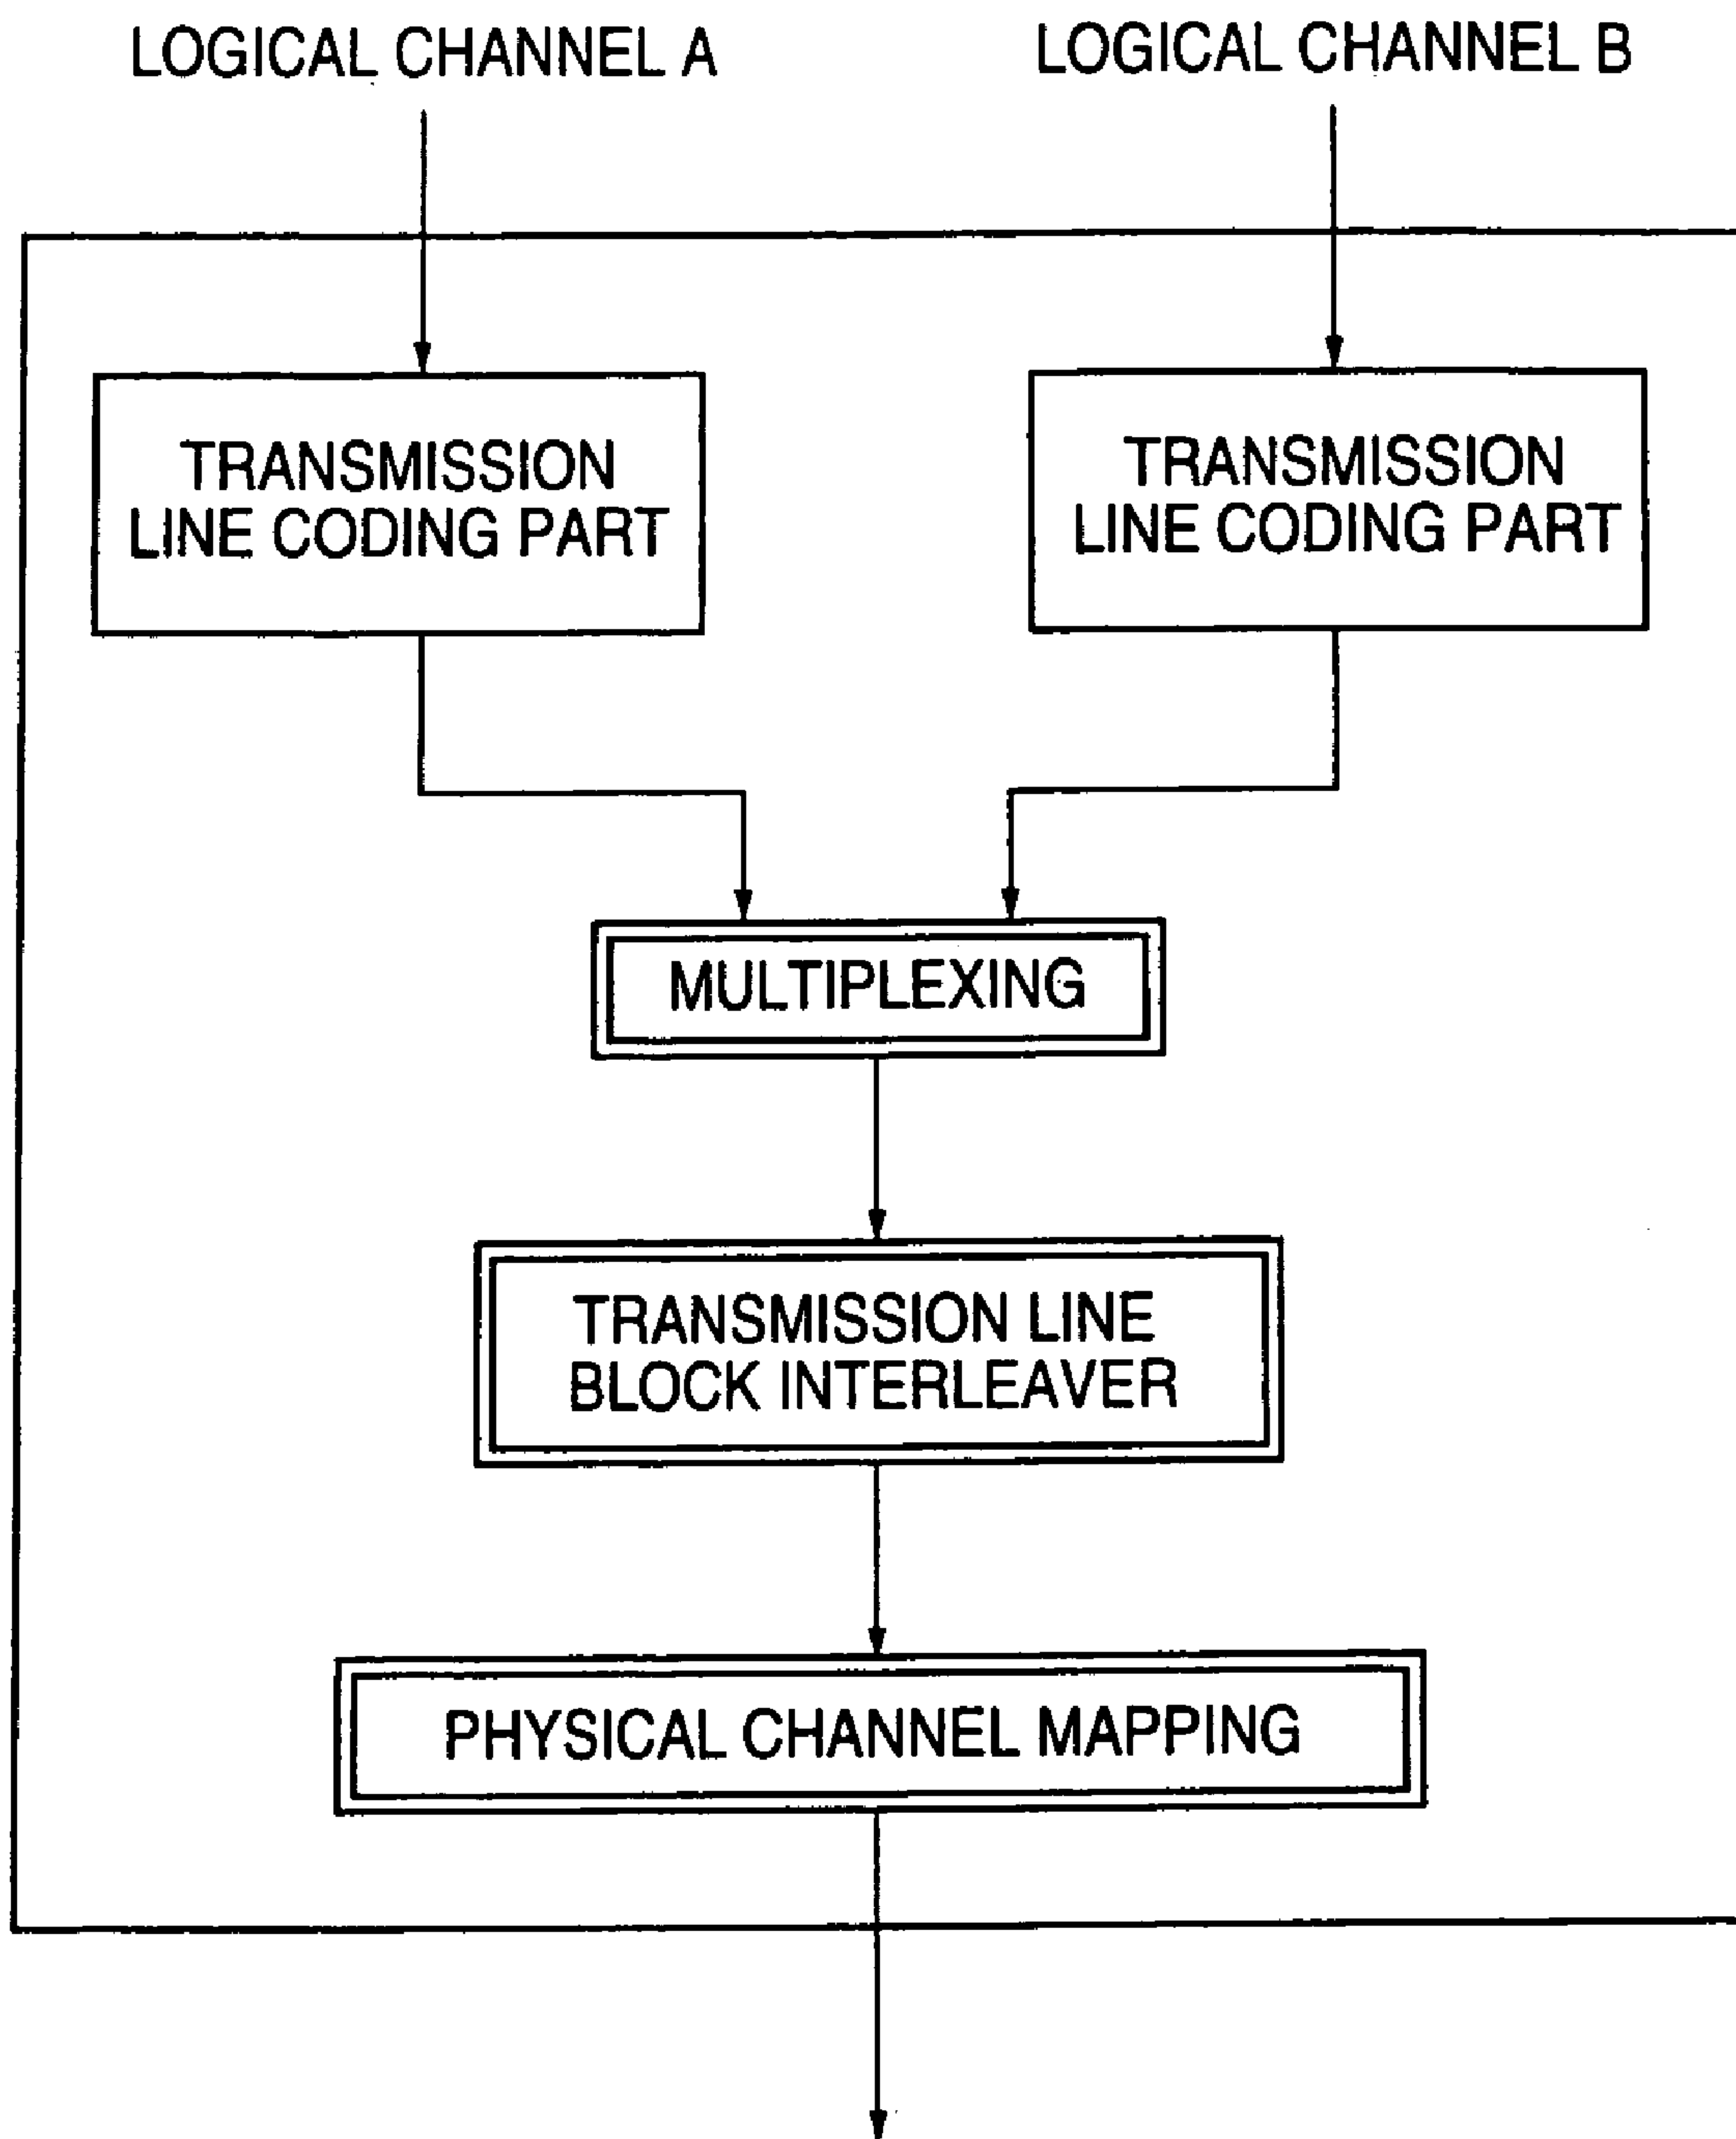 LOGICAL CHANNEL A
LOGICAL CHANNEL B
TRANSMISSION
LINE CODING PART
TRANSMISSION
LINE CODING PART
MULTIPLEXING
TRANSMISSION LINE
BLOCK INTERLEAVER
PHYSICAL CHANNEL MAPPING